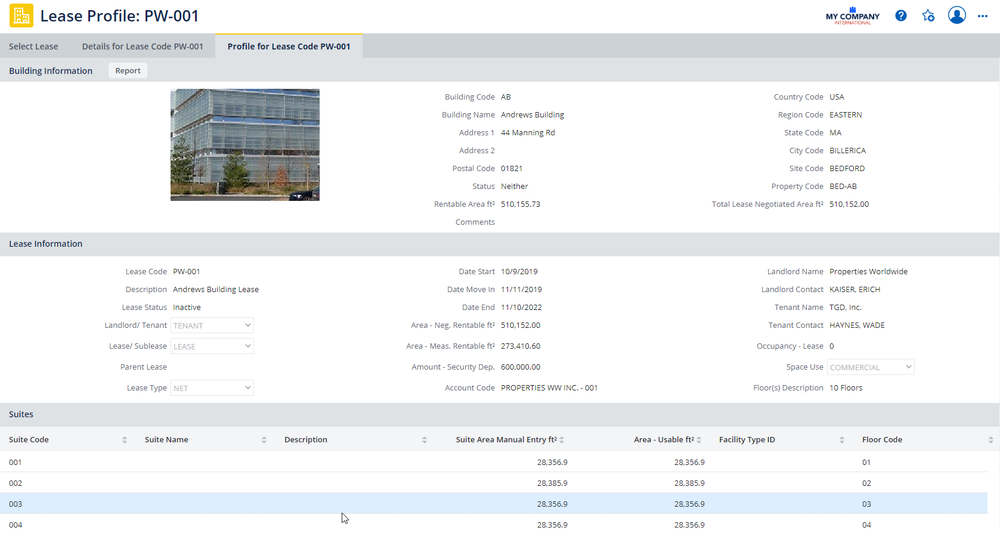 Lease Profile: PW-001
MY COMPANY
INTERNATIONAL
?
Select Lease Details for Lease Code PW-001 Profile for Lease Code PW-001
Building Information Report
Building Code AB Country Code USA
Building Name Andrews Building Region Code EASTERN
Address 1 44 Manning Rd State Code MA
Address 2 City Code BILLERICA
Postal Code 01821 Site Code BEDFORD
Status Neither Property Code BED-AB
Rentable Area ft² 510,155.73 Total Lease Negotiated Area ft² 510,152.00
Comments
Lease Information
Lease Code PW-001 Date Start 10/9/2019 Landlord Name Properties Worldwide
Description Andrews Building Lease Date Move In 11/11/2019 Landlord Contact KAISER, ERICH
Lease Status Inactive Date End 11/10/2022 Tenant Name TGD, Inc.
Landlord/ Tenant TENANT Area - Neg. Rentable ft² 510,152.00 Tenant Contact HAYNES, WADE
Lease/ Sublease LEASE Area - Meas. Rentable ft² 273,410.60 Occupancy - Lease 0
Parent Lease Amount - Security Dep. 600,000.00 Space Use COMMERCIAL
Lease Type NET Account Code PROPERTIES WW INC. - 001 Floor(s) Description 10 Floors
Suites
Suite Code Suite Name Description Suite Area Manual Entry ft² Area - Usable ft² Facility Type ID Floor Code
001 28,356.9 28,356.9 01
002 28,385.9 28,385.9 02
003 28,356.9 28,356.9 03
004 28,356.9 28,356.9 04